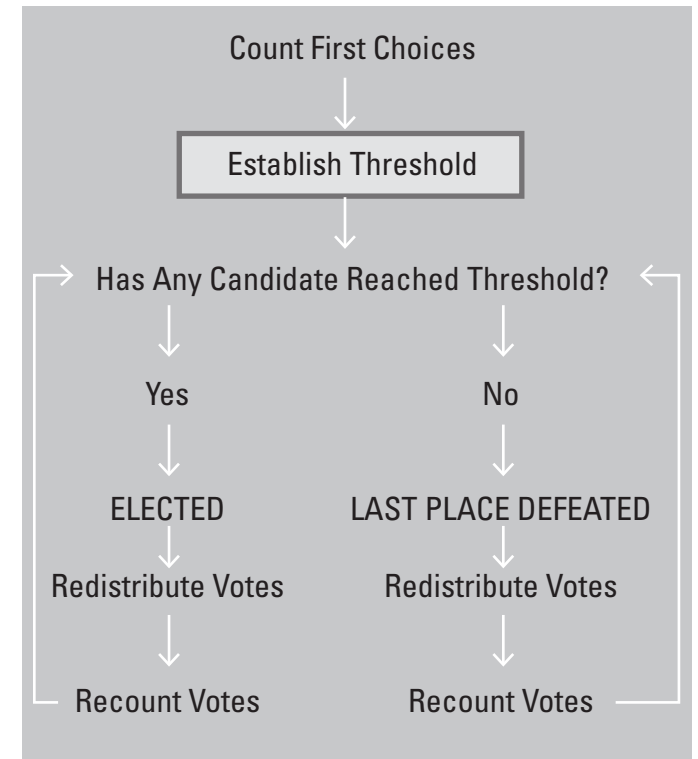 Count First Choices
Establish Threshold
Has Any Candidate Reached Threshold?
Yes
No
ELECTED
LAST PLACE DEFEATED
Redistribute Votes
Redistribute Votes
Recount Votes
Recount Votes